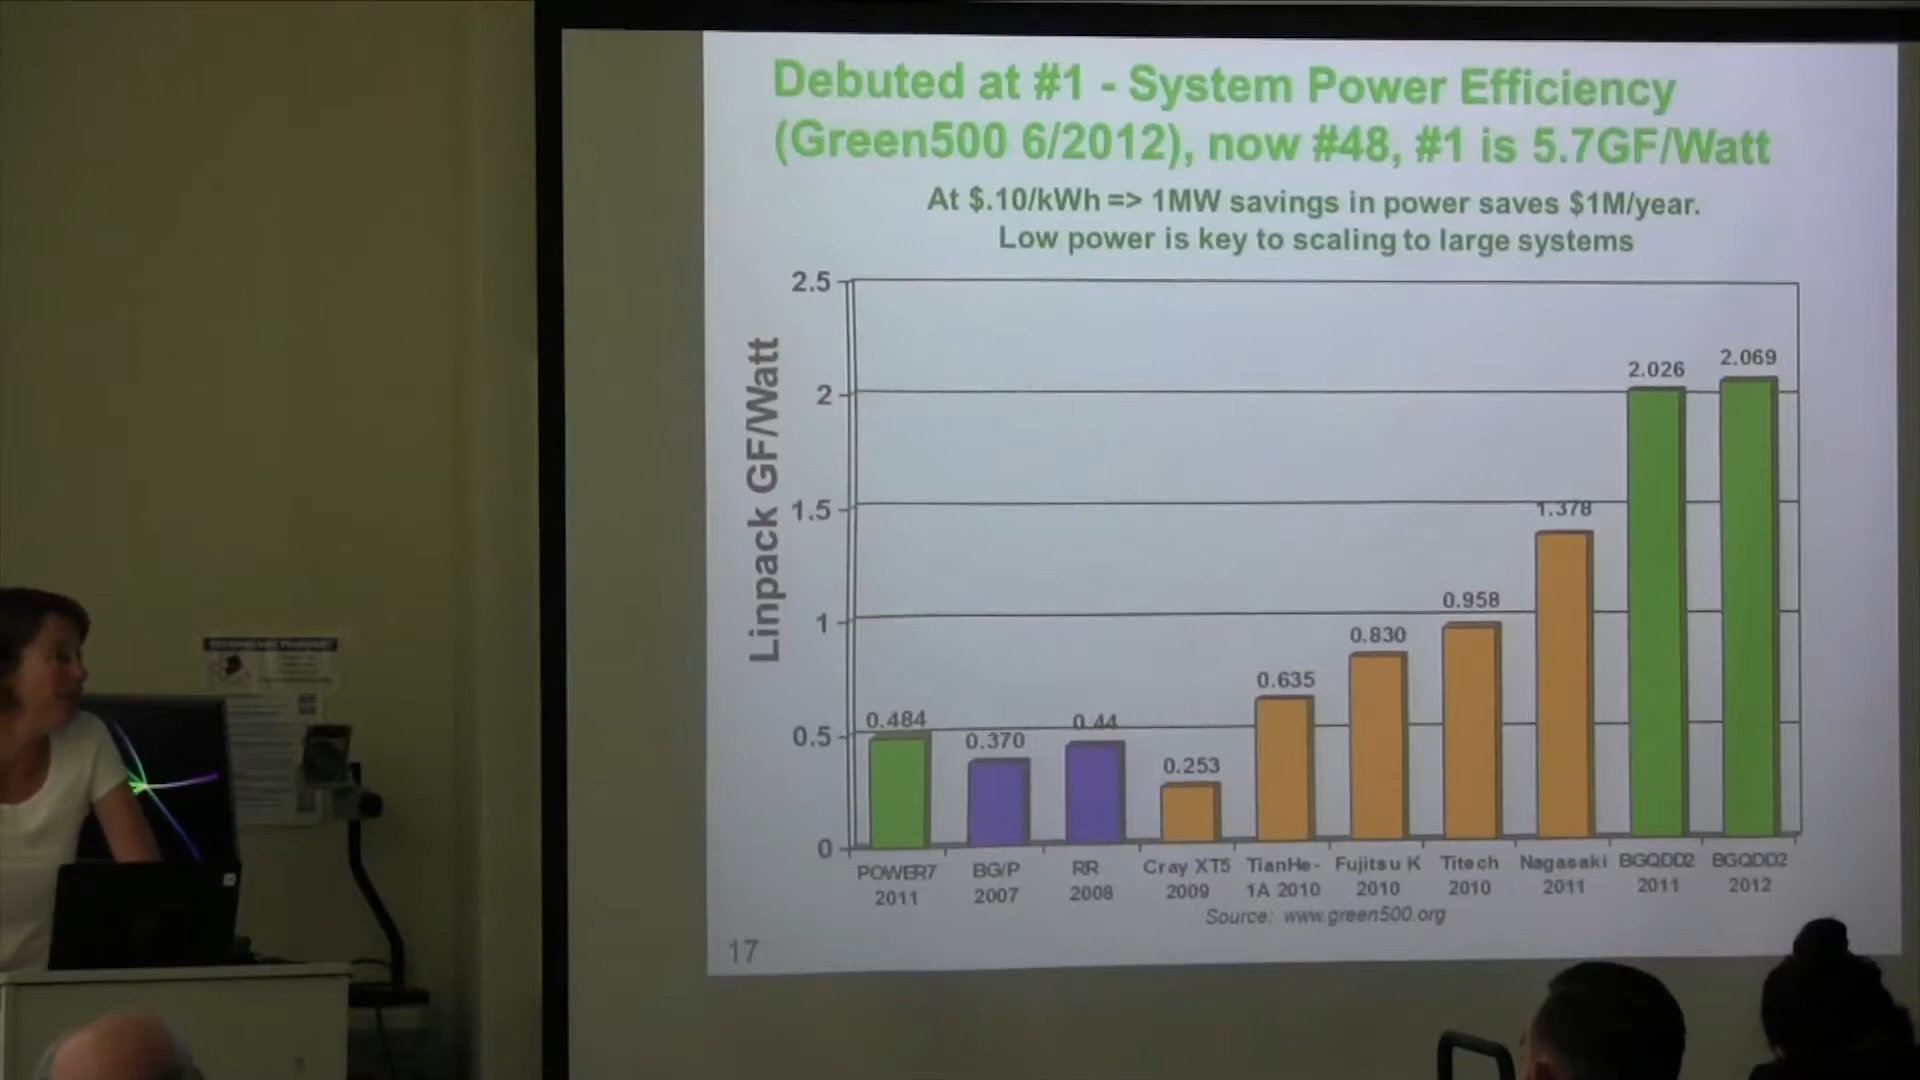 Debuted at #1 - System Power Efficiency
(Green500 6/2012), now #48, #1 is 5.7GF/Watt
At $.10/kWh => 1MW savings in power saves $1M/year.
Low power is key to scaling to large systems
Linpack GF/Watt
2.5
2
1.5
1
0.5
0
0.484
0.370
0.44
0.253
0.635
0.830
0.958
1.378
2.026
2.069
POWER7 2011
BG/P 2007
RR 2008
Cray XT5 2009
TianHe-1A 2010
Fujitsu K 2010
Titech 2010
Nagasaki 2011
BGQDD2 2011
BGQDD2 2012
Source: www.green500.org
17